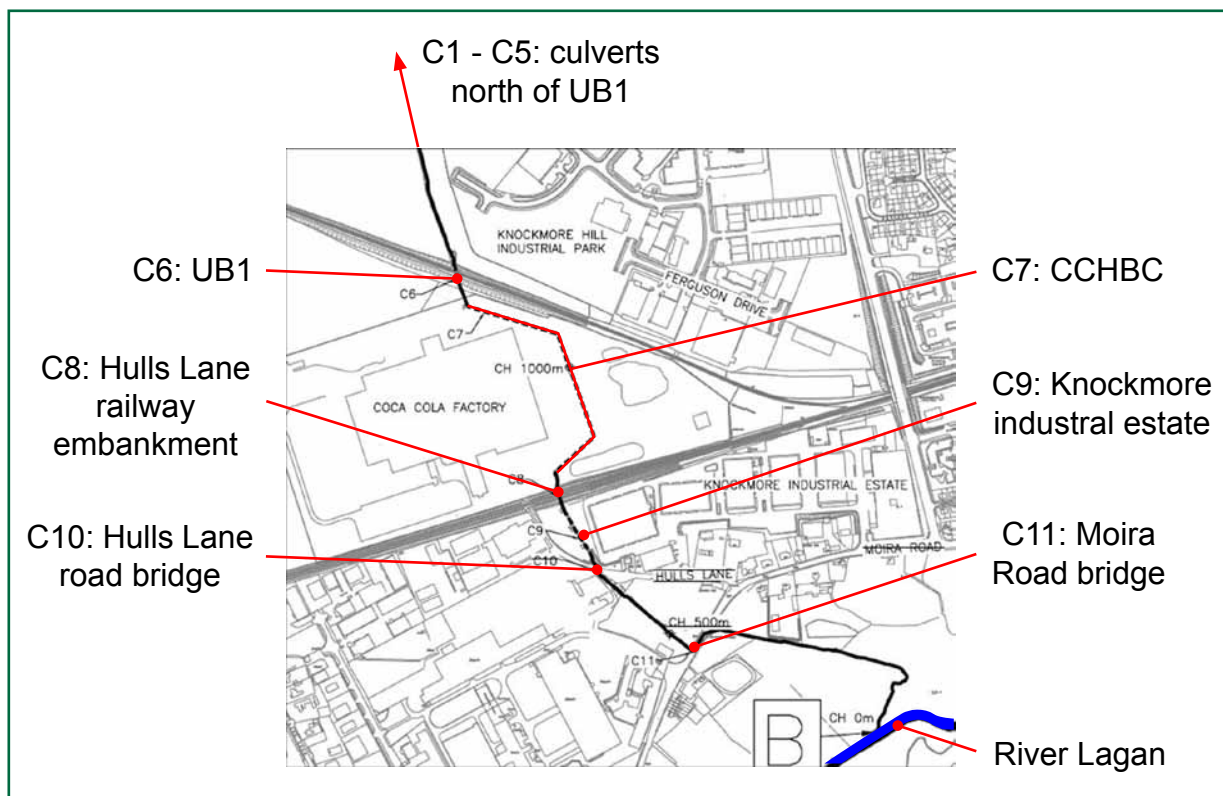 C1 - C5: culverts
north of UB1
KNOCKMORE HILL
INDUSTRIAL PARK
C6: UB1
C7: CCHBC
FERGUSON DRIVE
C6
C7
CH 1000m
C8: Hulls Lane
railway
embankment
C9: Knockmore
industral estate
COCA COLA FACTORY
C8
KNOCKMORE INDUSTRIAL ESTATE
C9
C10: Hulls Lane
road bridge
C10
MOIRA ROAD
HULLS LANE
C11: Moira
Road bridge
CH 500m
C11
CH 0m
B
River Lagan